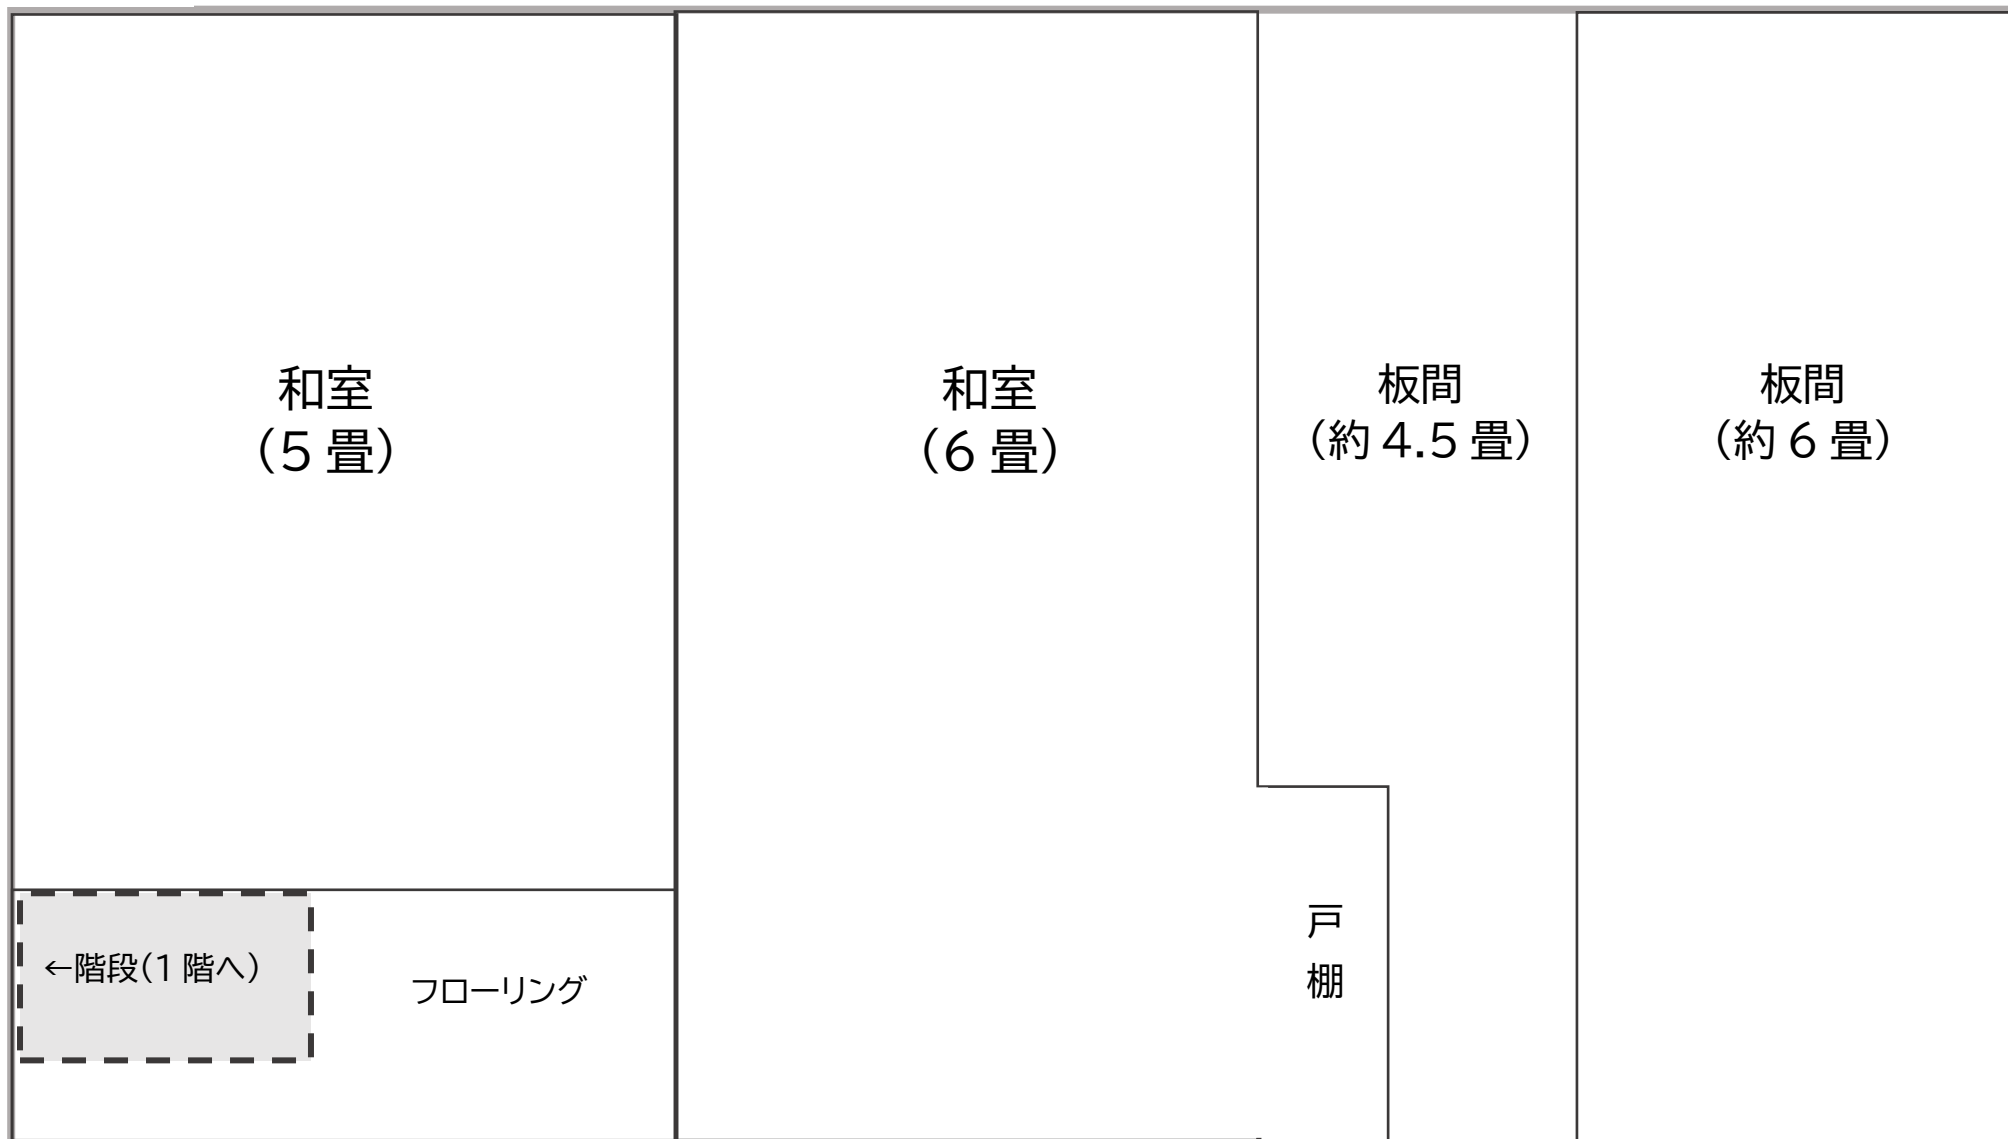 和室
（5 畳）
和室
（6 畳）
板間
（約 4.5 畳）
板間
（約 6 畳）
←階段（1 階へ）
フローリング
戸
棚